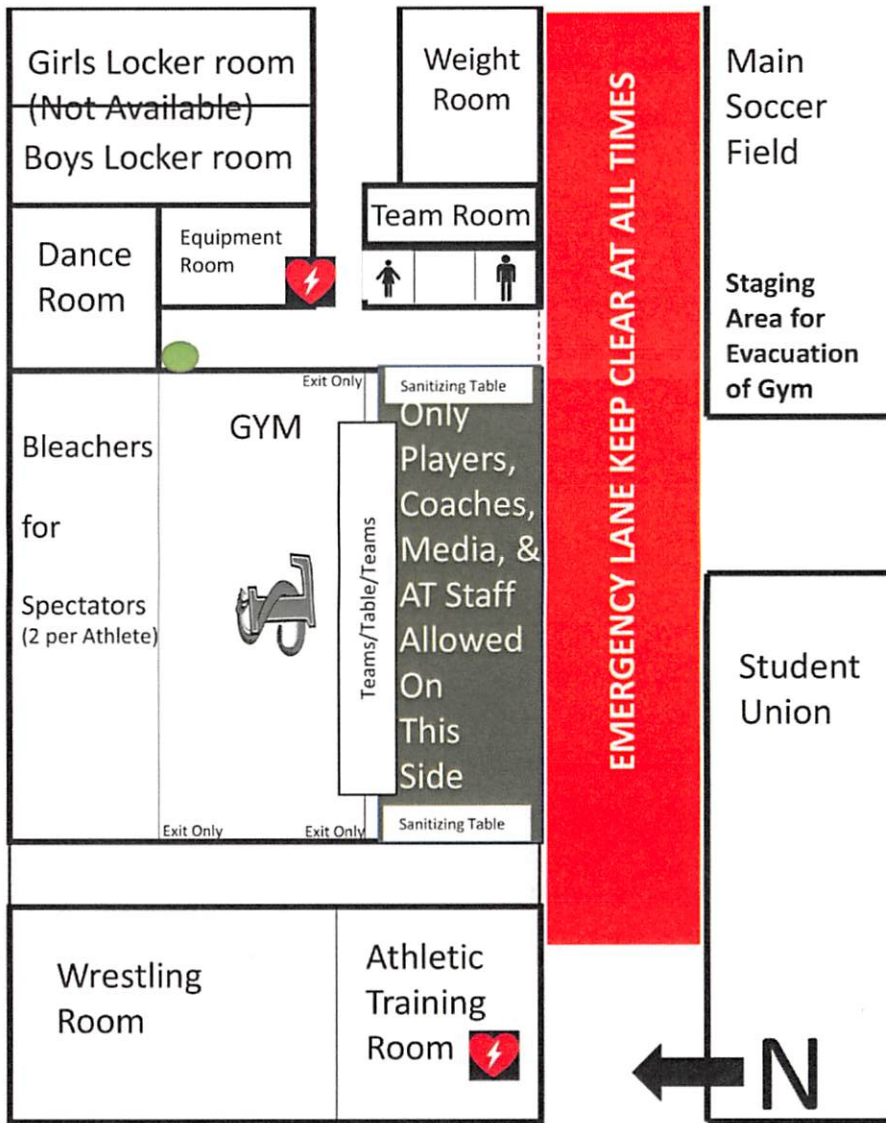 Girls Locker room
(Not Available)
Boys Locker room
Weight
Room
Team Room
Dance
Room
Equipment
Room
EMERGENCY LANE KEEP CLEAR AT ALL TIMES
Main
Soccer
Field
Staging
Area for
Evacuation
of Gym
Bleachers
for
Spectators
(2 per Athlete)
Exit Only
GYM
Exit Only
Exit Only
Teams/Table/Teams
Sanitizing Table
Only
Players,
Coaches,
Media, &
AT Staff
Allowed
On
This
Side
Sanitizing Table
Student
Union
Wrestling
Room
Athletic
Training
Room
N